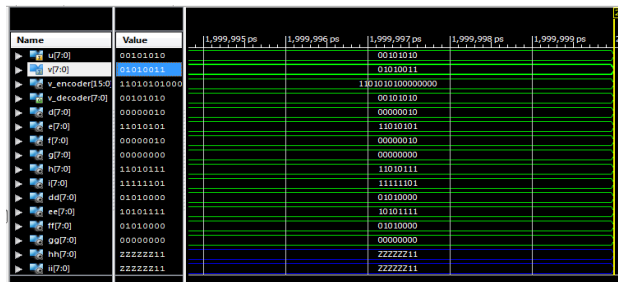 Name Value 1,999,995 ps 1,999,996 ps 1,999,997 ps 1,999,998 ps 1,999,999 ps
u[7:0] 00101010 00101010
v[7:0] 01010011 01010011
v_encoder[15:0] 11010101000 1101010100000000
v_decoder[7:0] 00101010 00101010
d[7:0] 00000010 00000010
e[7:0] 11010101 11010101
f[7:0] 00000010 00000010
g[7:0] 00000000 00000000
h[7:0] 11010111 11010111
i[7:0] 11111101 11111101
dd[7:0] 01010000 01010000
ee[7:0] 10101111 10101111
ff[7:0] 01010000 01010000
gg[7:0] 00000000 00000000
hh[7:0] ZZZZZZ11 ZZZZZZ11
ii[7:0] ZZZZZZ11 ZZZZZZ11